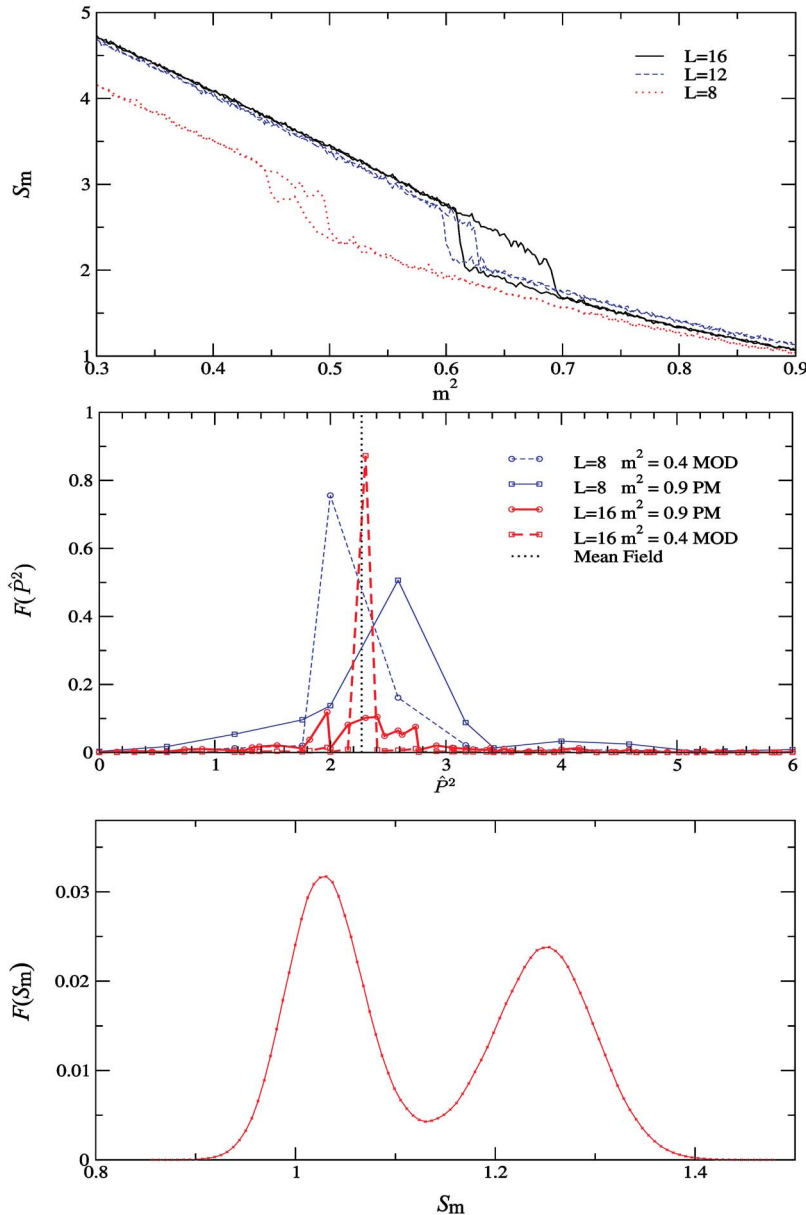 5
4
3
2
1
S_m
L=16
L=12
L=8
0.3 0.4 0.5 0.6 0.7 0.8 0.9
m²
1
0.8
0.6
0.4
0.2
0
F(P̂²)
L=8 m² = 0.4 MOD
L=8 m² = 0.9 PM
L=16 m² = 0.9 PM
L=16 m² = 0.4 MOD
Mean Field
0 1 2 3 4 5 6
P̂²
0.03
0.02
0.01
0
F(S_m)
0.8 1 1.2 1.4
S_m